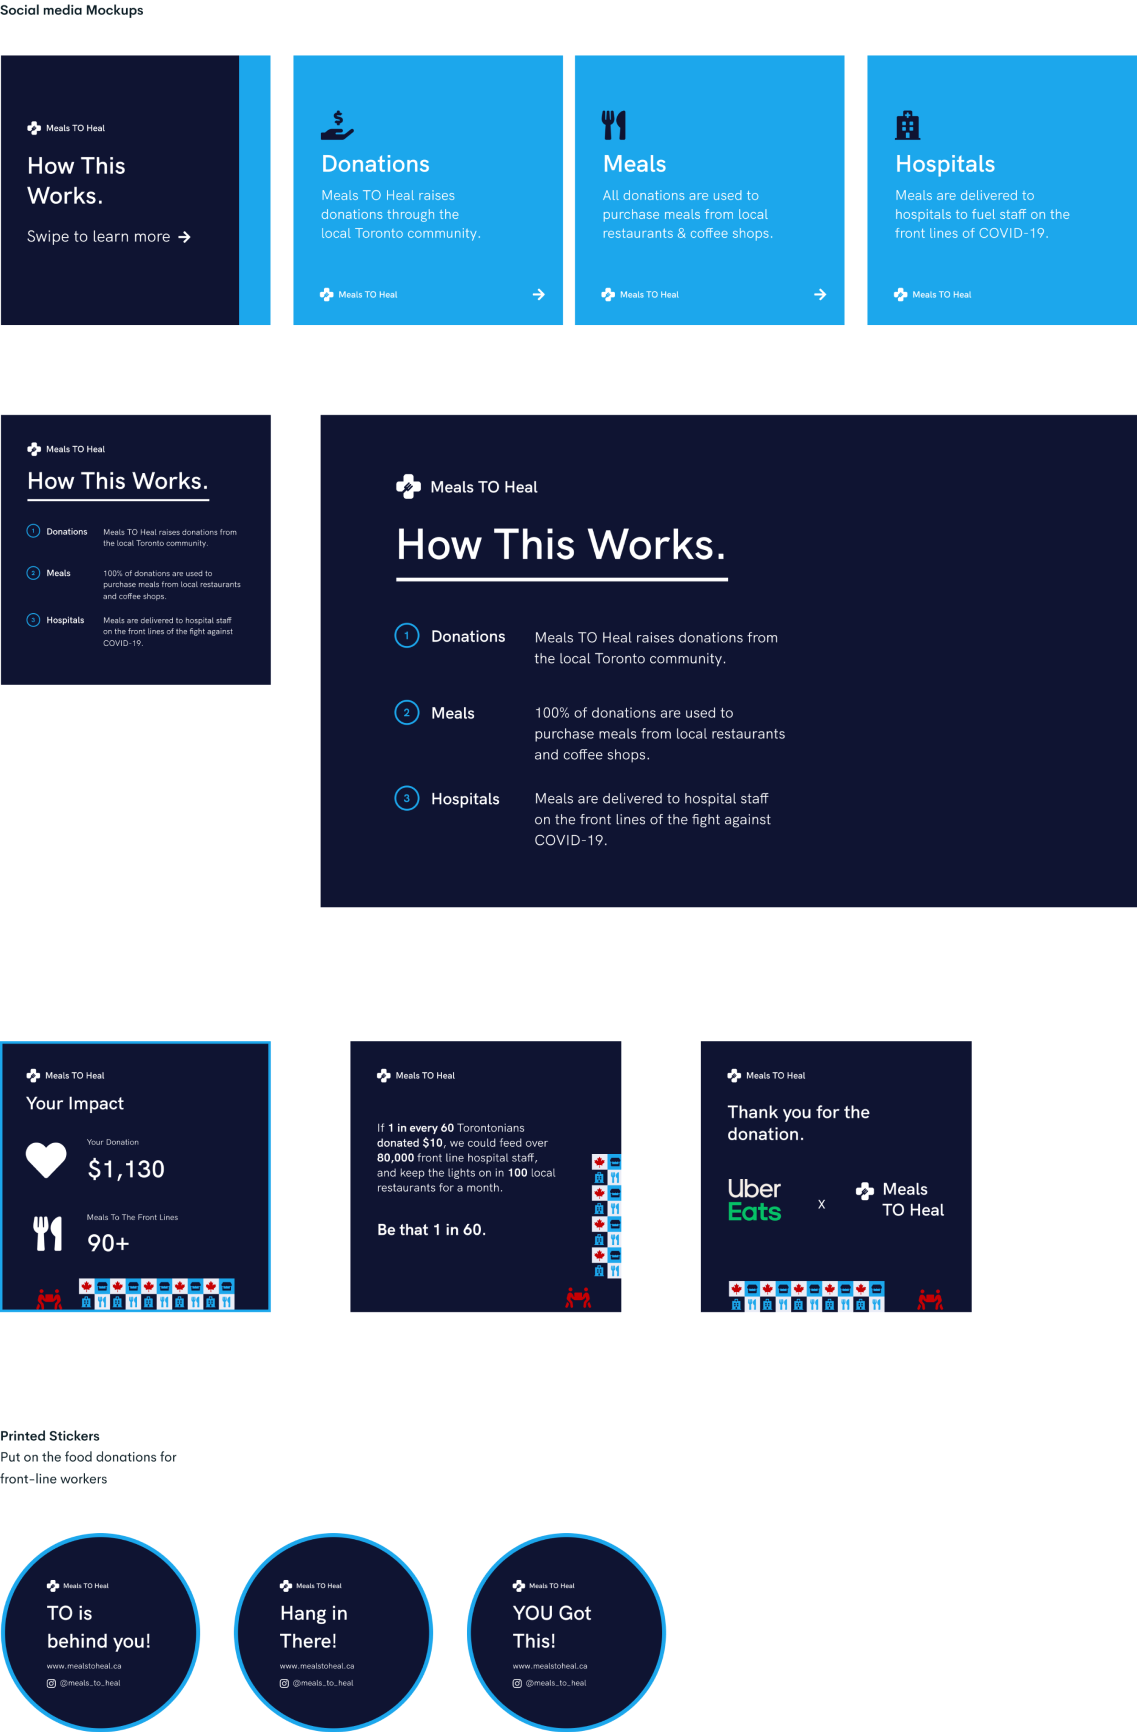 Social media Mockups
Meals TO Heal
How This
Works.
Swipe to learn more
Donations
Meals TO Heal raises
donations through the
local Toronto community.
Meals TO Heal
Meals
All donations are used to
purchase meals from local
restaurants & coffee shops.
Meals TO Heal
Hospitals
Meals are delivered to
hospitals to fuel staff on the
front lines of COVID-19.
Meals TO Heal
Meals TO Heal
How This Works.
1 Donations
Meals TO Heal raises donations from
the local Toronto community.
2 Meals
100% of donations are used to
purchase meals from local restaurants
and coffee shops.
3 Hospitals
Meals are delivered to hospital staff
on the front lines of the fight against
COVID-19.
Meals TO Heal
How This Works.
1 Donations
Meals TO Heal raises donations from
the local Toronto community.
2 Meals
100% of donations are used to
purchase meals from local restaurants
and coffee shops.
3 Hospitals
Meals are delivered to hospital staff
on the front lines of the fight against
COVID-19.
Meals TO Heal
Your Impact
Your Donation
$1,130
Meals To The Front Lines
90+
Meals TO Heal
If 1 in every 60 Torontonians
donated $10, we could feed over
80,000 front line hospital staff,
and keep the lights on in 100 local
restaurants for a month.
Be that 1 in 60.
Meals TO Heal
Thank you for the
donation.
Uber
Eats
X
Meals
TO Heal
Printed Stickers
Put on the food donations for
front-line workers
Meals TO Heal
TO is
behind you!
www.mealstoheal.ca
@meals_to_heal
Meals TO Heal
Hang in
There!
www.mealstoheal.ca
@meals_to_heal
Meals TO Heal
YOU Got
This!
www.mealstoheal.ca
@meals_to_heal